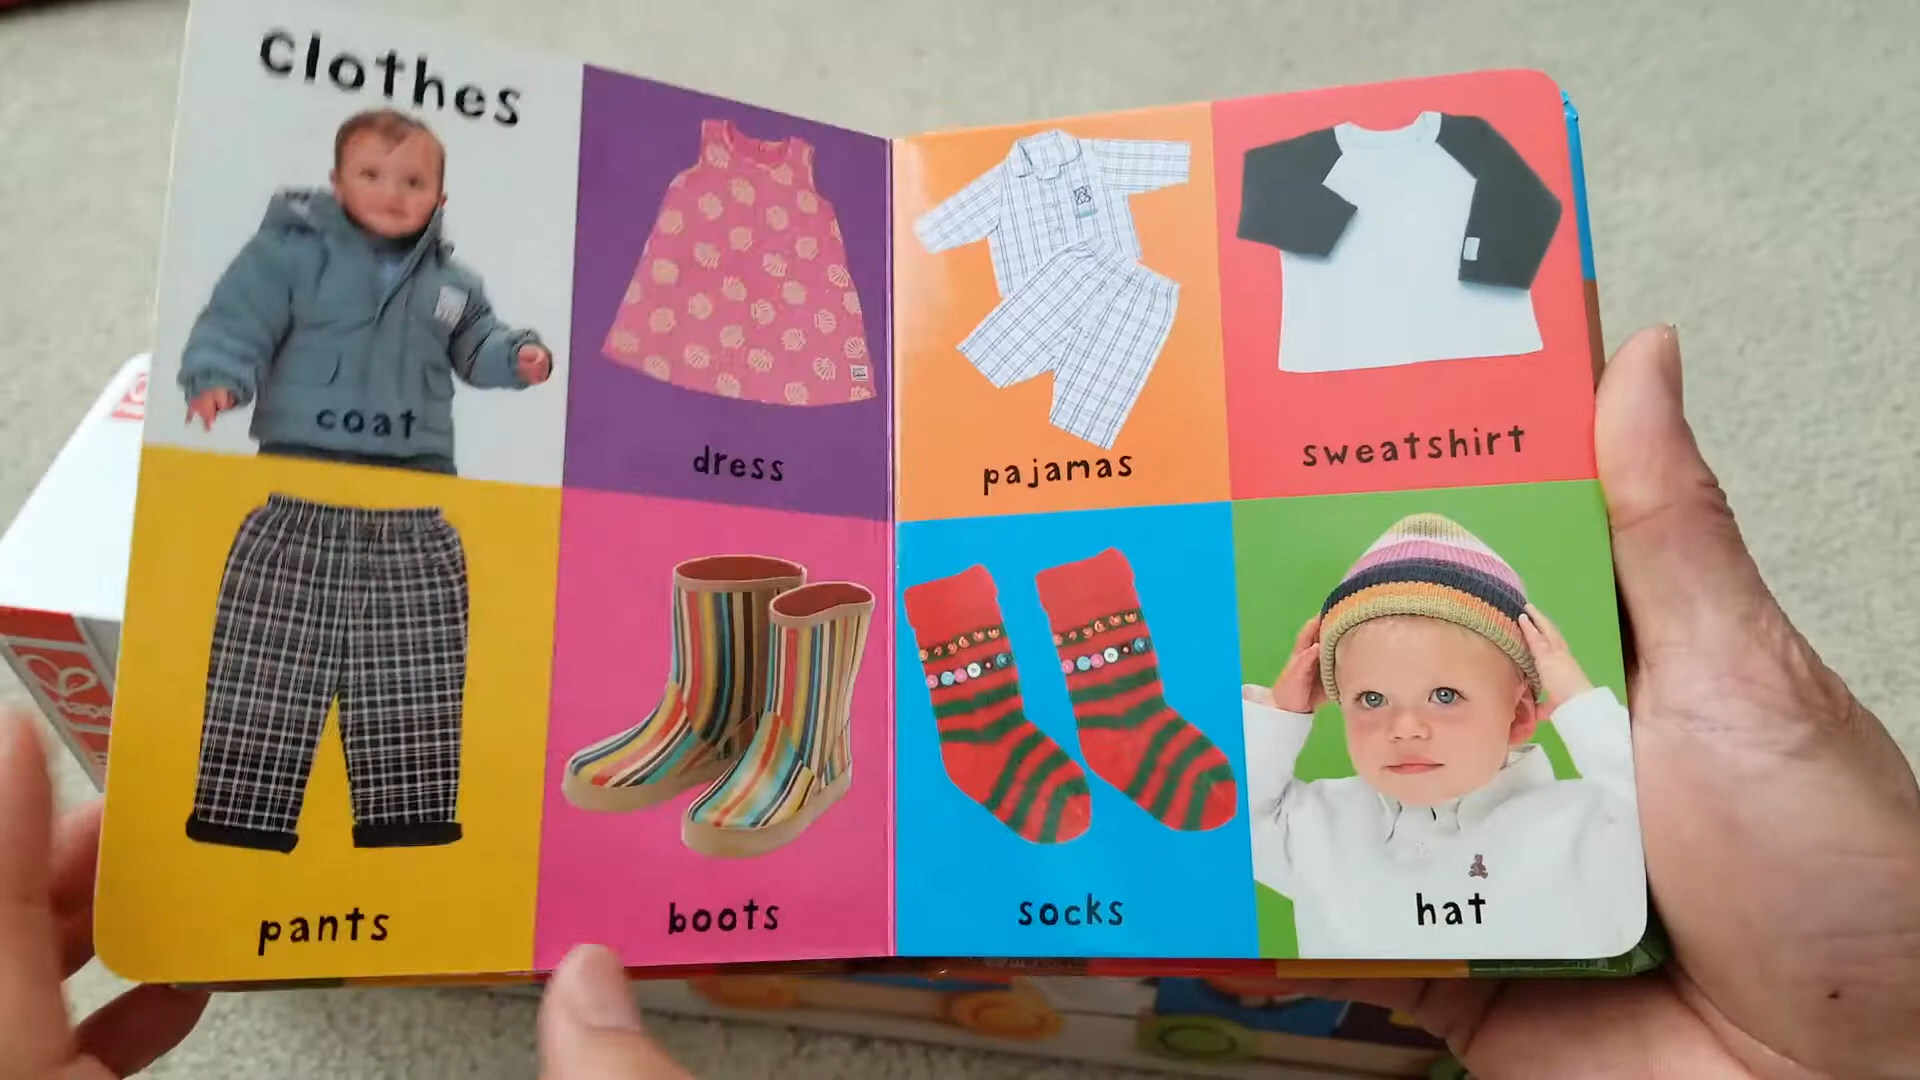 clothes
coat
dress
pajamas
sweatshirt
pants
boots
socks
hat